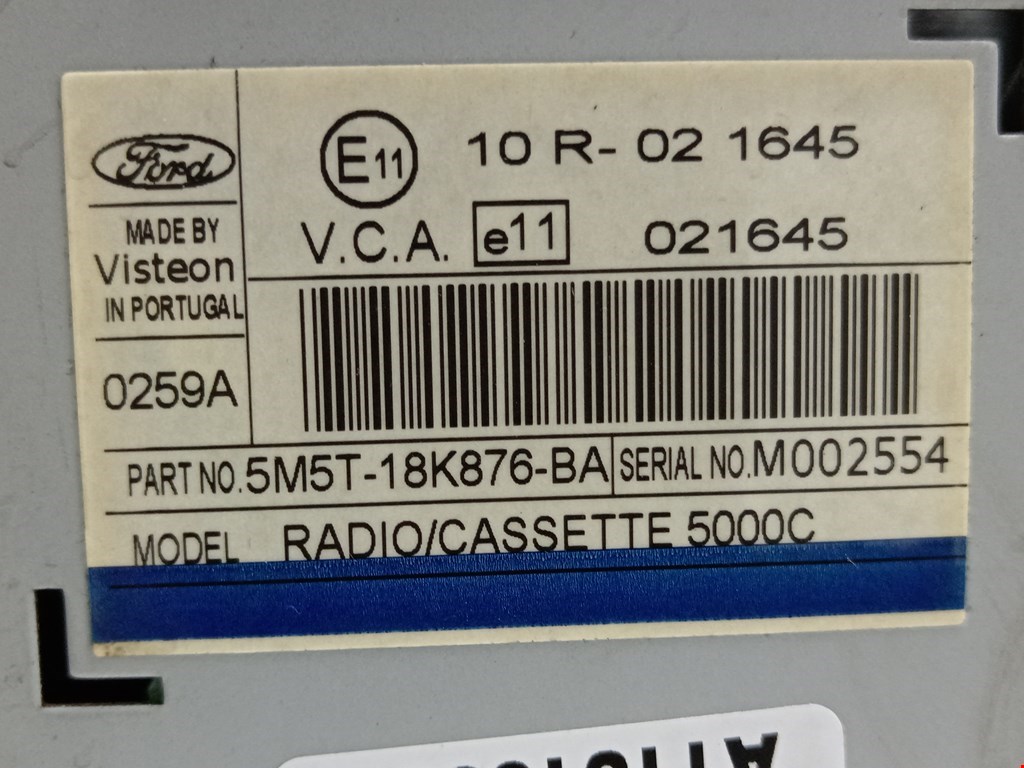 Ford
MADE BY
Visteon
IN PORTUGAL
0259A
E11 10 R- 02 1645
V.C.A. e11 021645
PART NO. 5M5T-18K876-BA SERIAL NO. M002554
MODEL RADIO/CASSETTE 5000C